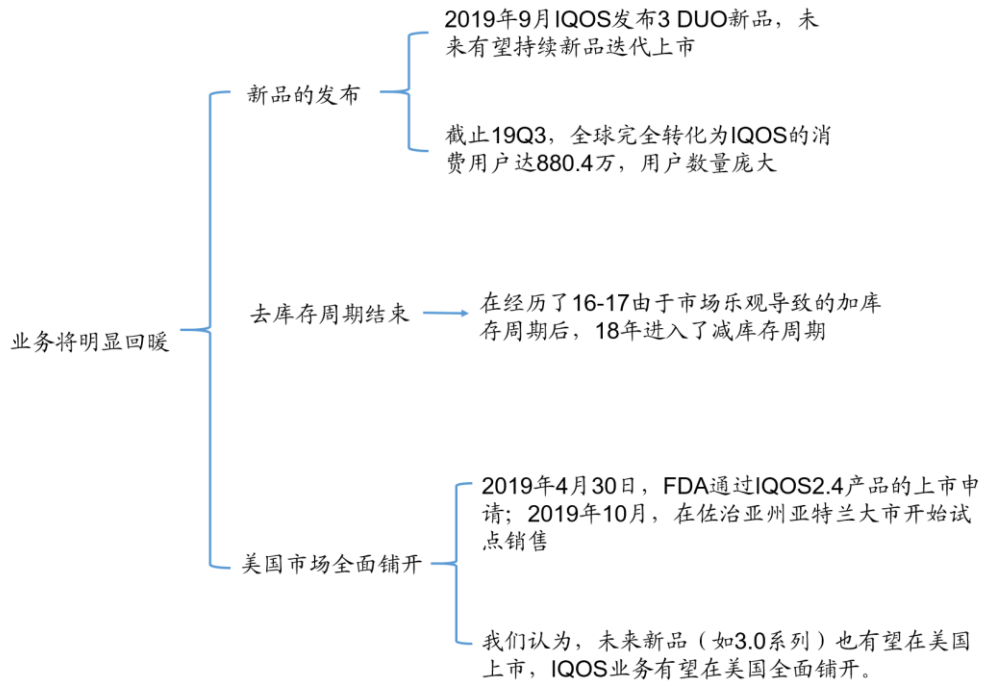 业务将明显回暖
新品的发布
2019年9月IQOS发布3 DUO新品，未
来有望持续新品迭代上市
截止19Q3，全球完全转化为IQOS的消
费用户达880.4万，用户数量庞大
去库存周期结束
在经历了16-17由于市场乐观导致的加库
存周期后，18年进入了减库存周期
美国市场全面铺开
2019年4月30日，FDA通过IQOS2.4产品的上市申
请；2019年10月，在佐治亚州亚特兰大市开始试
点销售
我们认为，未来新品（如3.0系列）也有望在美国
上市，IQOS业务有望在美国全面铺开。